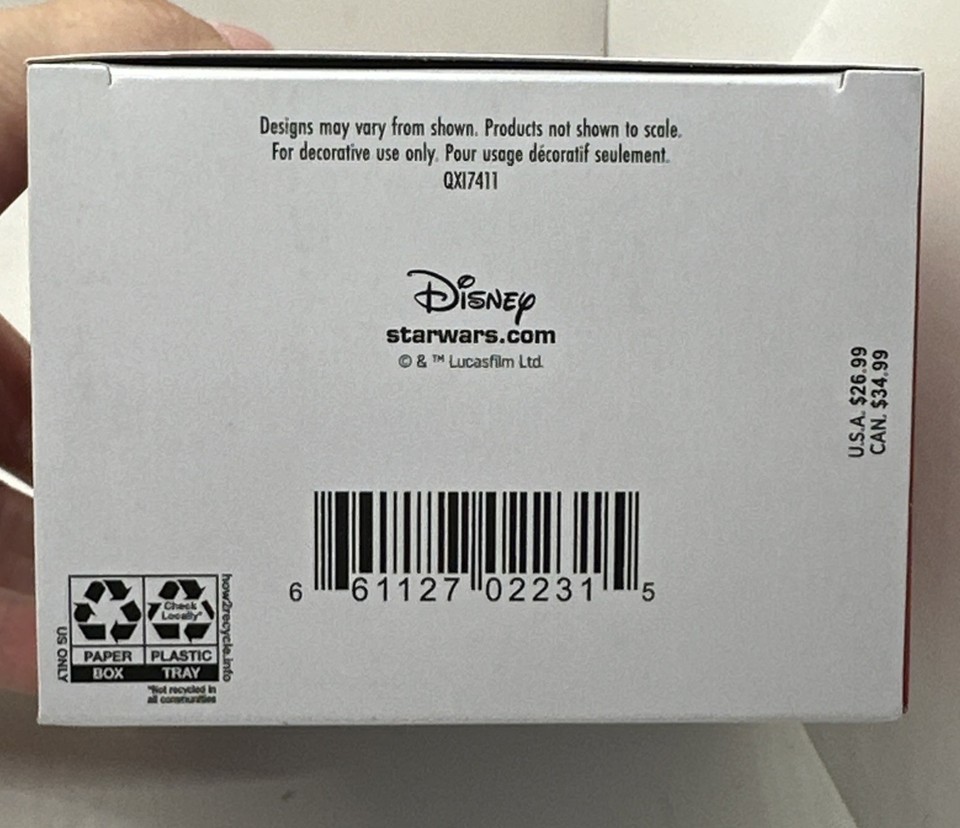 Designs may vary from shown. Products not shown to scale.
For decorative use only. Pour usage décoratif seulement.
QXI7411
Disney
starwars.com
© & ™ Lucasfilm Ltd.
U.S.A. $26.99
CAN. $34.99
6 61127 02231 5
US ONLY
Check
Locally*
PAPER
PLASTIC
BOX
TRAY
how2recycle.info
*Not recycled in
all communities